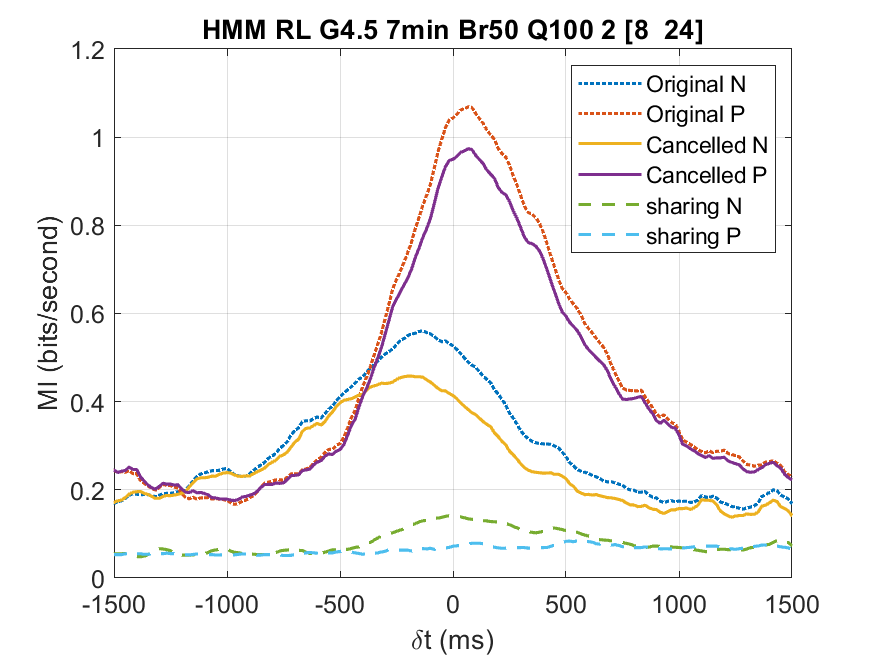 HMM RL G4.5 7min Br50 Q100 2 [8  24]
1.2
1
0.8
0.6
0.4
0.2
0
MI (bits/second)
Original N
Original P
Cancelled N
Cancelled P
sharing N
sharing P
-1500 -1000 -500 0 500 1000 1500
δt (ms)